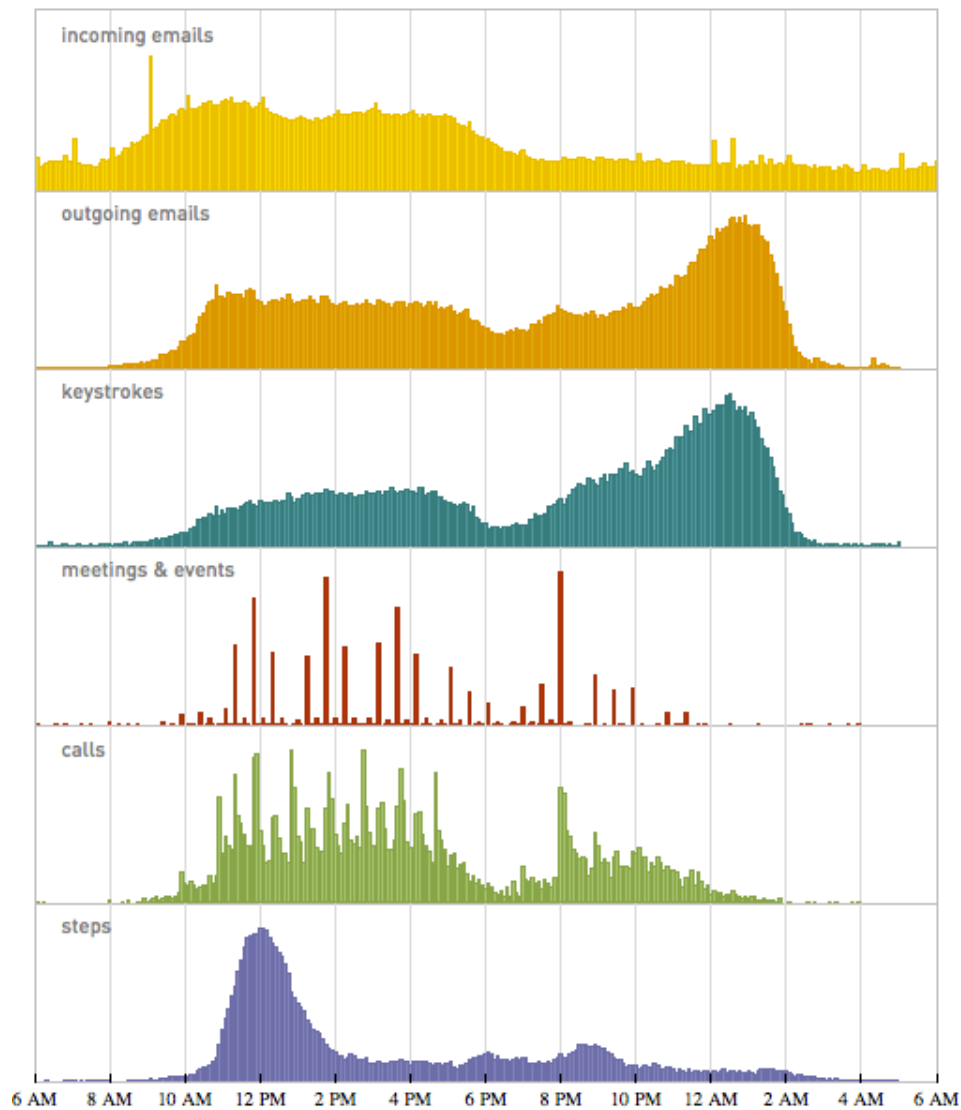 incoming emails
outgoing emails
keystrokes
meetings & events
calls
steps
6 AM 8 AM 10 AM 12 PM 2 PM 4 PM 6 PM 8 PM 10 PM 12 AM 2 AM 4 AM 6 AM